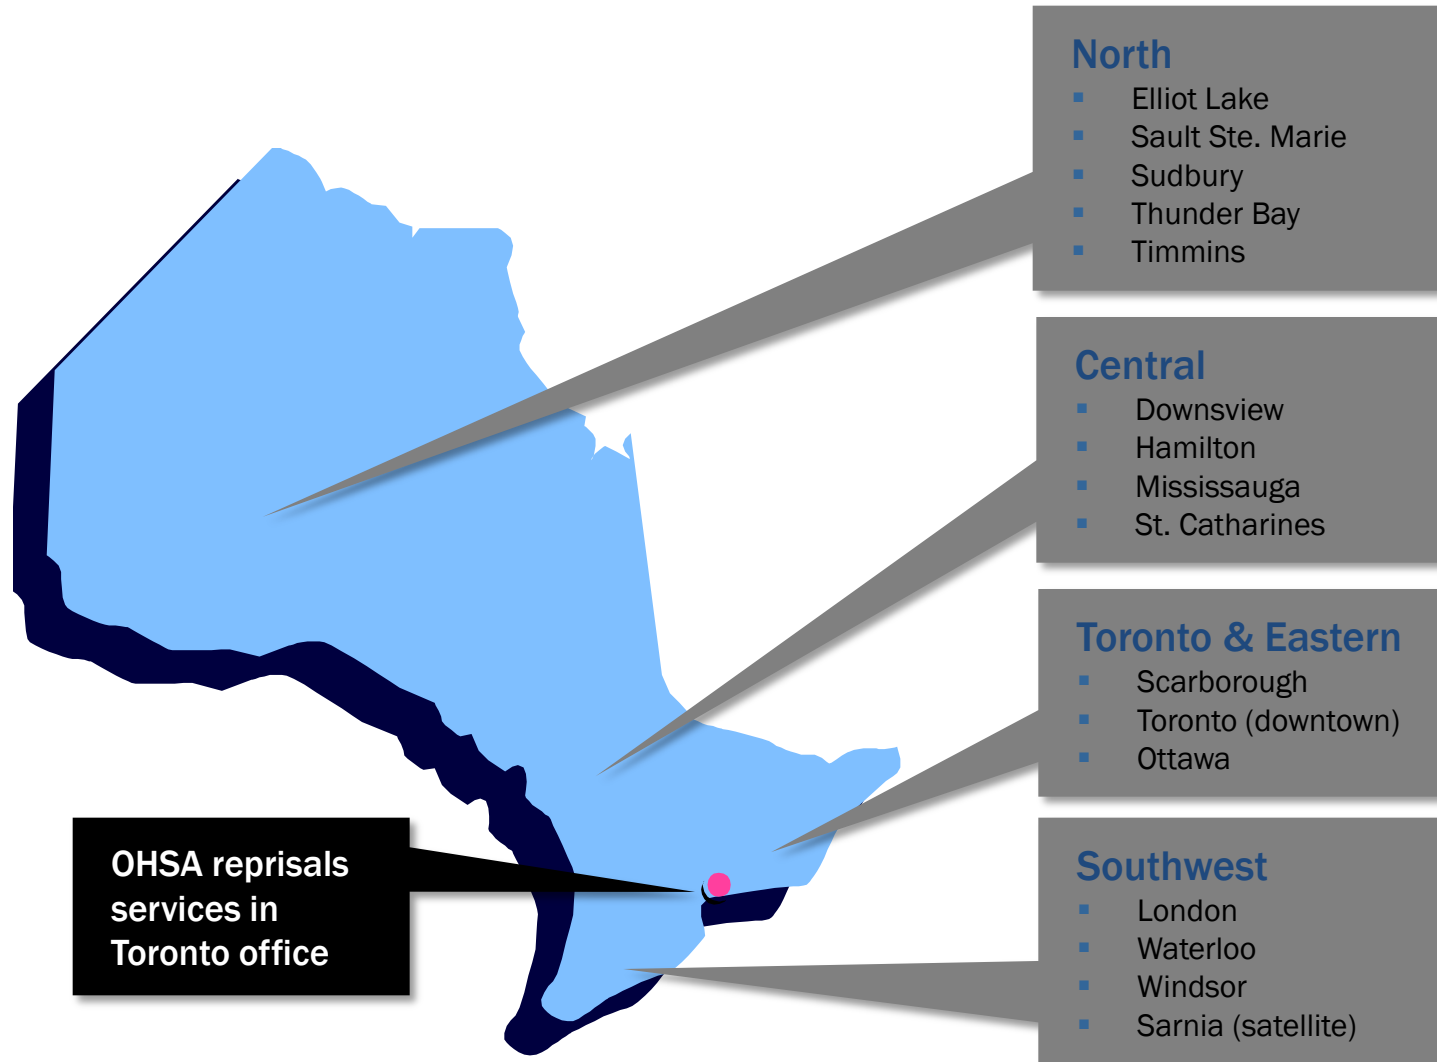 North
▪ Elliot Lake
▪ Sault Ste. Marie
▪ Sudbury
▪ Thunder Bay
▪ Timmins
Central
▪ Downsview
▪ Hamilton
▪ Mississauga
▪ St. Catharines
Toronto & Eastern
▪ Scarborough
▪ Toronto (downtown)
▪ Ottawa
OHSA reprisals
services in
Toronto office
Southwest
▪ London
▪ Waterloo
▪ Windsor
▪ Sarnia (satellite)